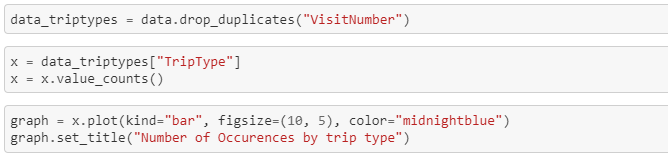 data_triptypes = data.drop_duplicates("VisitNumber")
x = data_triptypes["TripType"]
x = x.value_counts()
graph = x.plot(kind="bar", figsize=(10, 5), color="midnightblue")
graph.set_title("Number of Occurences by trip type")